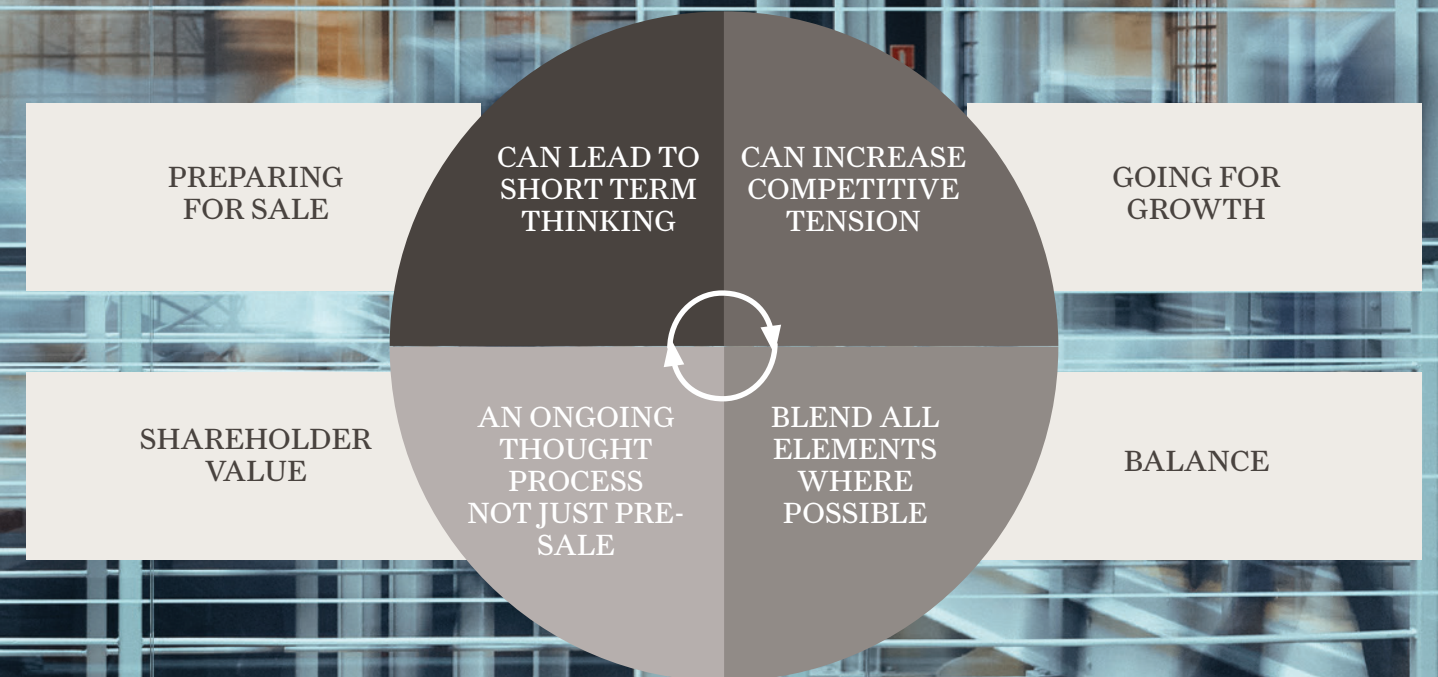 PREPARING
FOR SALE
CAN LEAD TO
SHORT TERM
THINKING
CAN INCREASE
COMPETITIVE
TENSION
GOING FOR
GROWTH
SHAREHOLDER
VALUE
AN ONGOING
THOUGHT
PROCESS
NOT JUST PRE-
SALE
BLEND ALL
ELEMENTS
WHERE
POSSIBLE
BALANCE